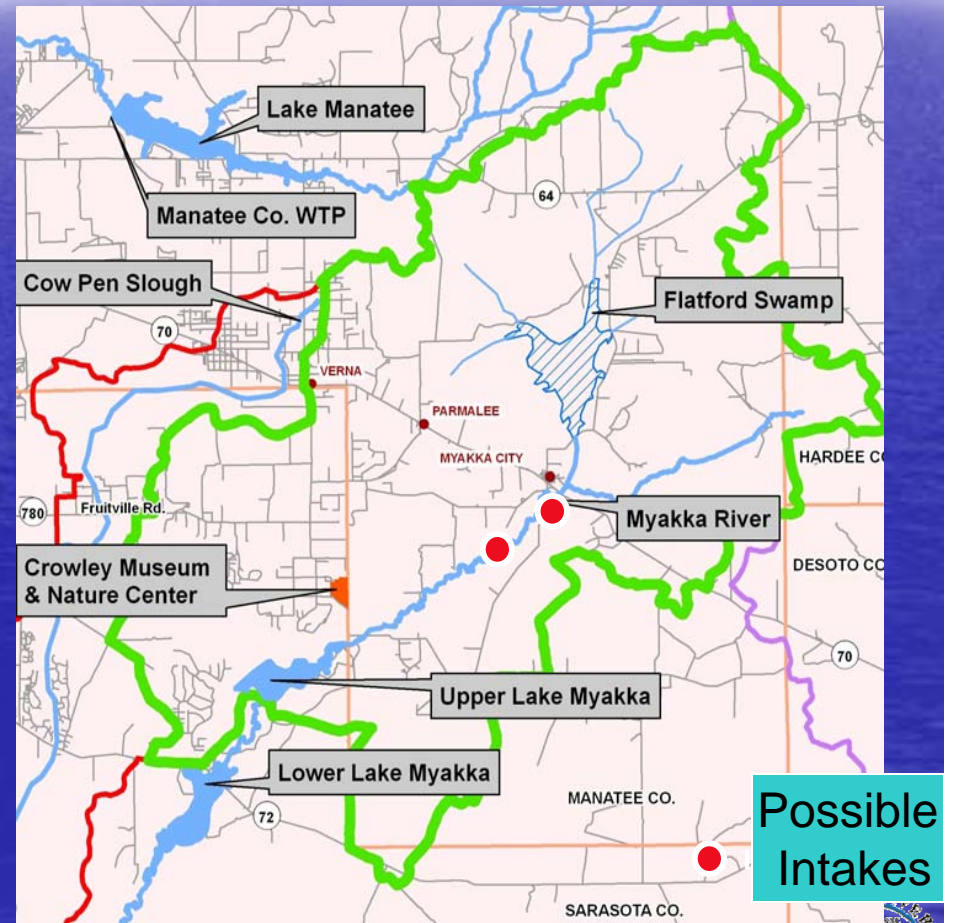 Lake Manatee
64
Manatee Co. WTP
Cow Pen Slough
Flatford Swamp
70
VERNA
PARMALEE
MYAKKA CITY
HARDEE CO
780
Fruitville Rd.
Myakka River
Crowley Museum
& Nature Center
DESOTO CO
70
Upper Lake Myakka
Lower Lake Myakka
MANATEE CO.
72
Possible
Intakes
SARASOTA CO.